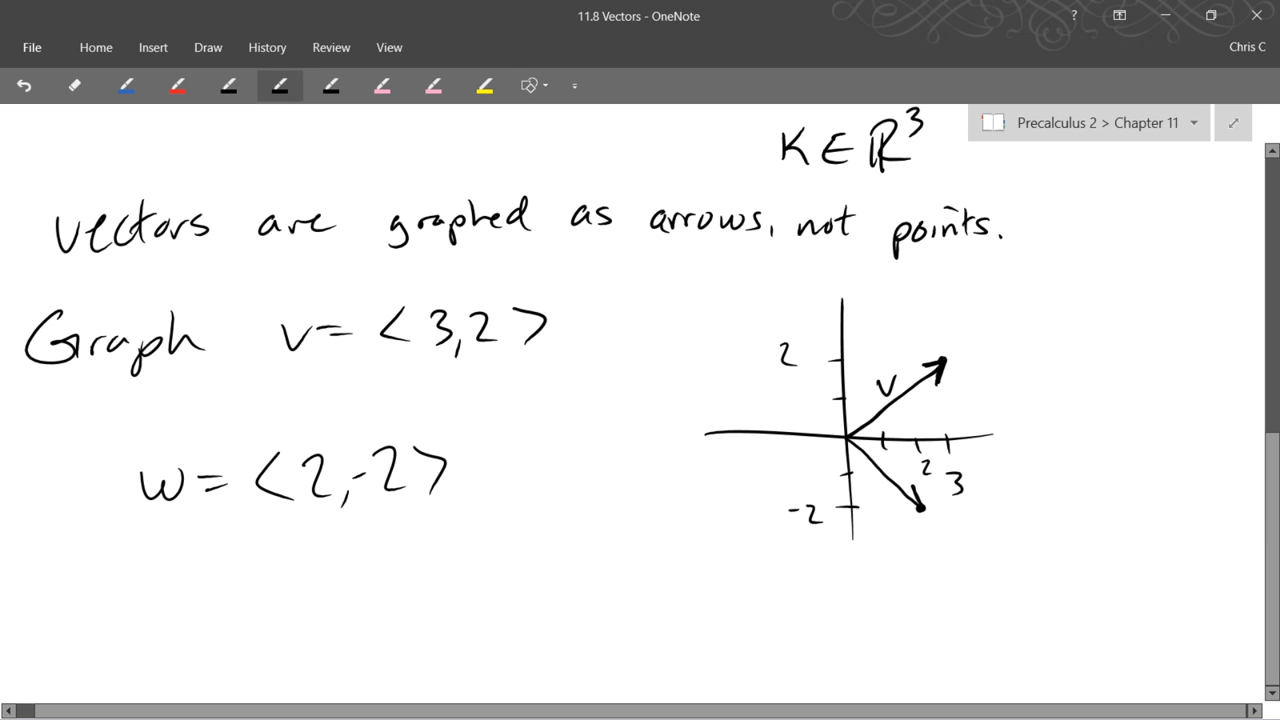 11.8 Vectors - OneNote
?
File Home Insert Draw History Review View
Chris C
Precalculus 2 > Chapter 11
K ∈ ℝ³
vectors are graphed as arrows, not points.
Graph v = < 3,2 >
w = < 2,-2 >
2
v
2
3
-2